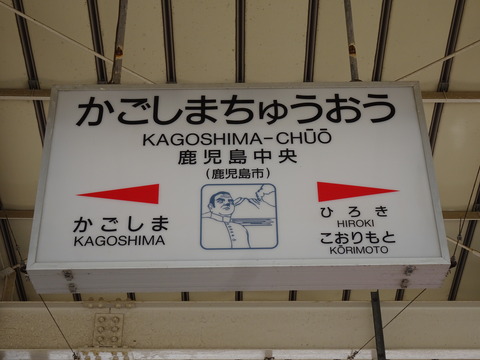 かごしまちゅうおう
KAGOSHIMA-CHŪŌ
鹿児島中央
(鹿児島市)
かごしま
KAGOSHIMA
ひろき
HIROKI
こおりもと
KŌRIMOTO